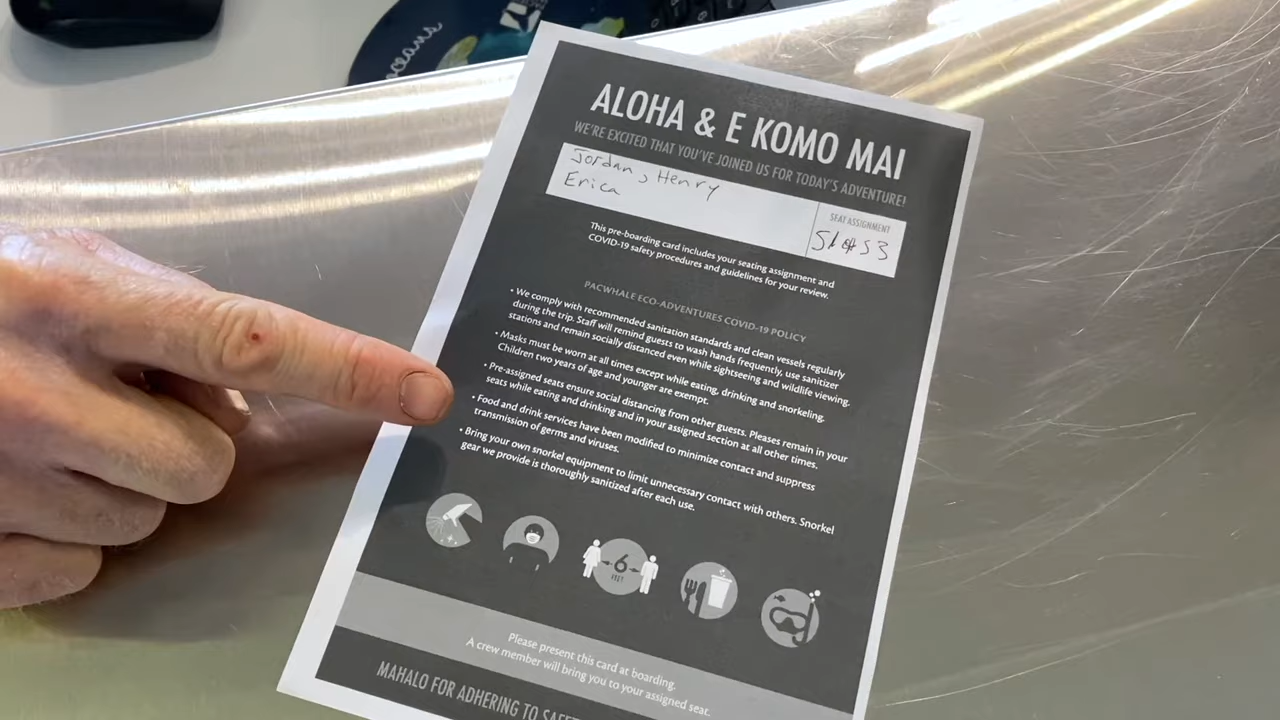 oceans
ALOHA & E KOMO MAI
WE'RE EXCITED THAT YOU'VE JOINED US FOR TODAY'S ADVENTURE!
Jordan, Henry
Erica
SEAT ASSIGNMENT
This pre-boarding card includes your seating assignment and
COVID-19 safety procedures and guidelines for your review.
PACWHALE ECO-ADVENTURES COVID-19 POLICY
• We comply with recommended sanitation standards and clean vessels regularly
during the trip. Staff will remind guests to wash hands frequently, use sanitizer
stations and remain socially distanced even while sightseeing and wildlife viewing.
• Masks must be worn at all times except while eating, drinking and snorkeling.
Children two years of age and younger are exempt.
• Pre-assigned seats ensure social distancing from other guests. Pleases remain in your
seats while eating and drinking and in your assigned section at all other times.
• Food and drink services have been modified to minimize contact and suppress
transmission of germs and viruses.
• Bring your own snorkel equipment to limit unnecessary contact with others. Snorkel
gear we provide is thoroughly sanitized after each use.
6
FEET
Please present this card at boarding.
A crew member will bring you to your assigned seat.
MAHALO FOR ADHERING TO